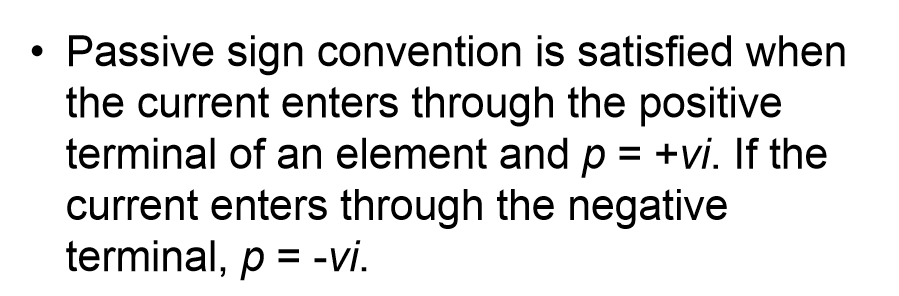 • Passive sign convention is satisfied when
the current enters through the positive
terminal of an element and p = +vi. If the
current enters through the negative
terminal, p = -vi.